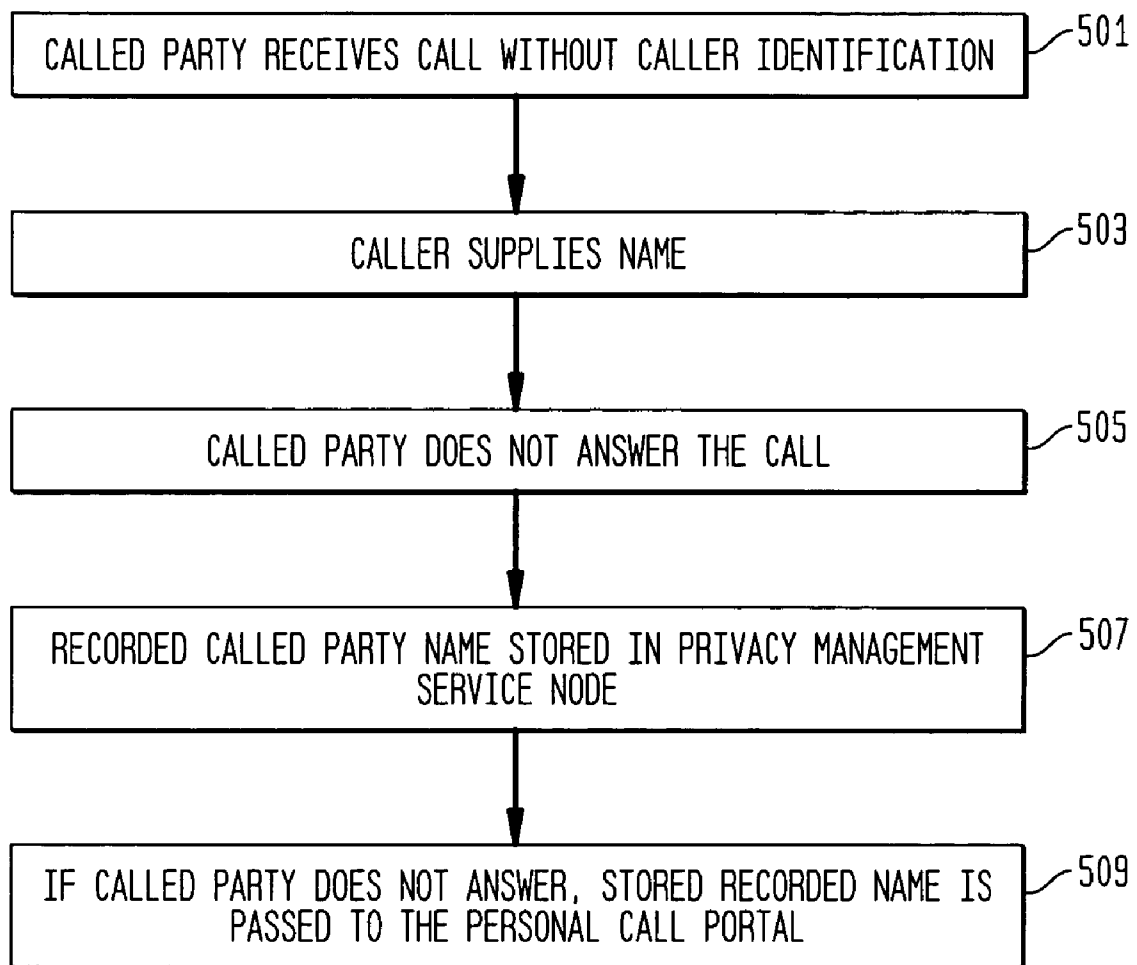 CALLED PARTY RECEIVES CALL WITHOUT CALLER IDENTIFICATION
501
CALLER SUPPLIES NAME
503
CALLED PARTY DOES NOT ANSWER THE CALL
505
RECORDED CALLED PARTY NAME STORED IN PRIVACY MANAGEMENT
SERVICE NODE
507
IF CALLED PARTY DOES NOT ANSWER, STORED RECORDED NAME IS
PASSED TO THE PERSONAL CALL PORTAL
509